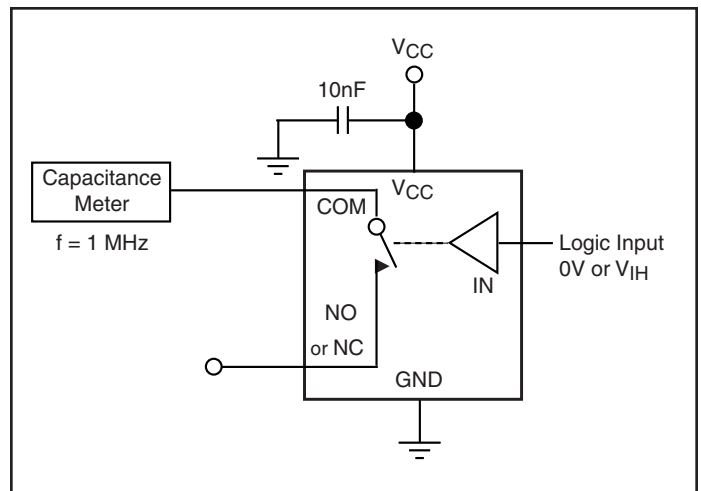 VCC
10nF
VCC
Capacitance
Meter
COM
f = 1 MHz
Logic Input
0V or VIH
IN
NO
or NC
GND